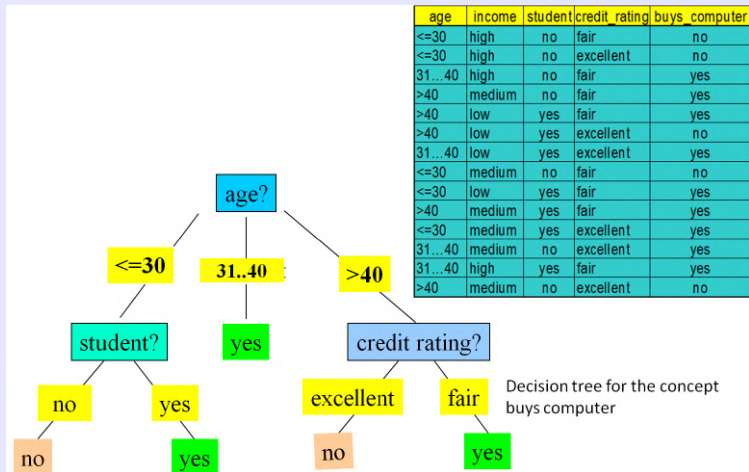 age income student credit_rating buys_computer
<=30 high no fair no
<=30 high no excellent no
31…40 high no fair yes
>40 medium no fair yes
>40 low yes fair yes
>40 low yes excellent no
31…40 low yes excellent yes
<=30 medium no fair no
<=30 low yes fair yes
>40 medium yes fair yes
<=30 medium yes excellent yes
31…40 medium no excellent yes
31…40 high yes fair yes
>40 medium no excellent no
age?
<=30 31..40 >40
student? yes credit rating?
no yes excellent fair
Decision tree for the concept
buys computer
no yes no yes